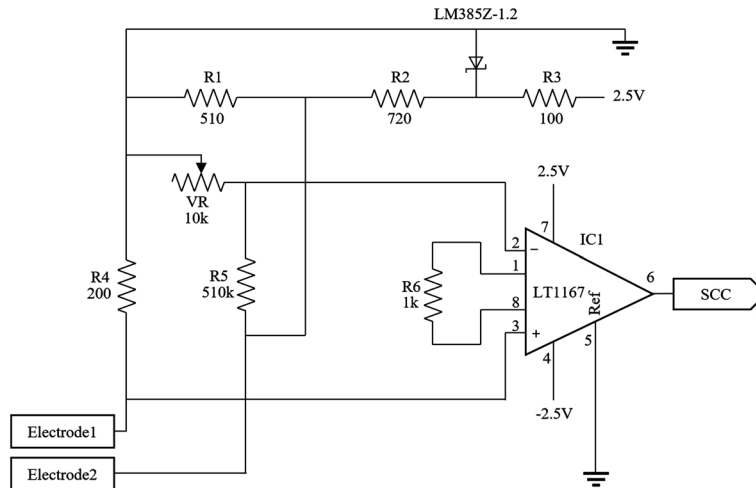 LM385Z-1.2
R1
510
R2
720
R3
100
2.5V
VR
10k
2.5V
7
IC1
2
−
1
R4
200
R5
510k
R6
1k
LT1167
6
SCC
8
Ref
3
+
5
4
-2.5V
Electrode1
Electrode2